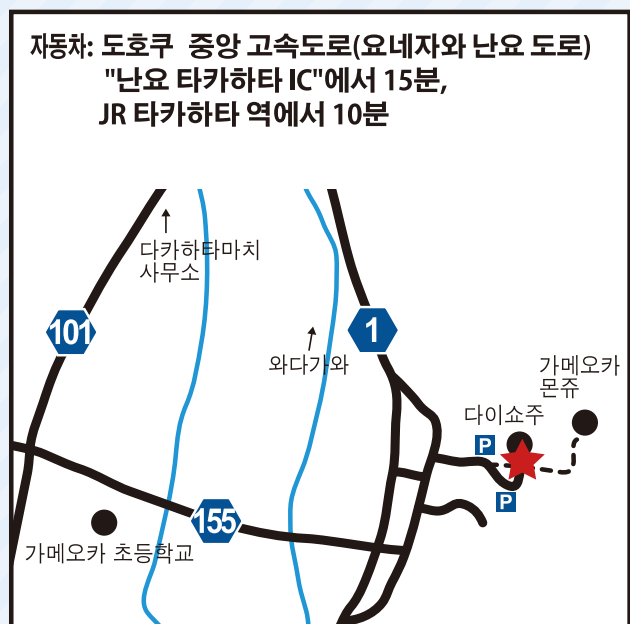 자동차: 도호쿠 중앙 고속도로(요네자와 난요 도로)
"난요 타카하타 IC"에서 15분,
JR 타카하타 역에서 10분
다카하타마치
사무소
101
1
와다가와
가메오카
몬쥬
다이쇼주
P
P
155
가메오카 초등학교